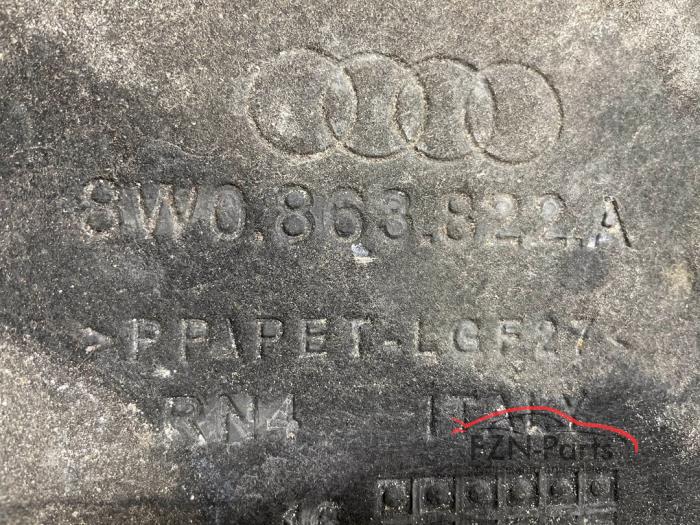 8W0.863.822.A
>PP\PET-LGF27<
RN4 ITALY
FZN-Parts